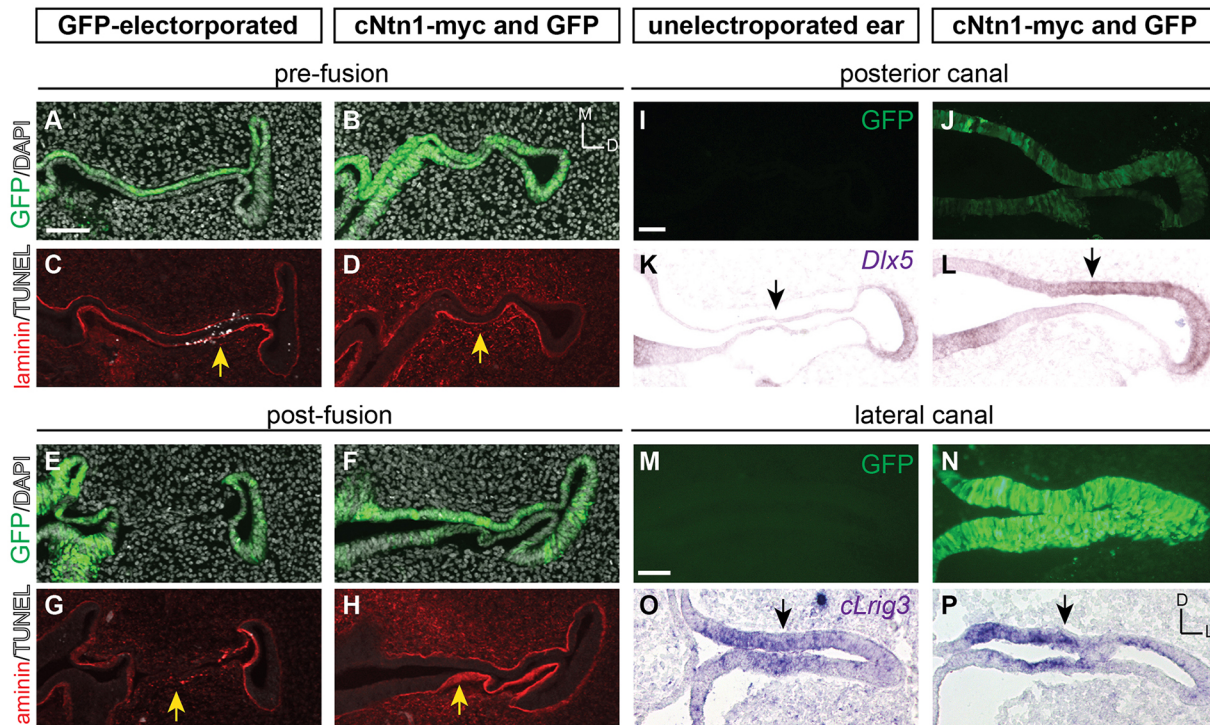 GFP-electorporated cNtn1-myc and GFP unelectroporated ear cNtn1-myc and GFP
pre-fusion posterior canal
GFP/DAPI
A B M D I GFP J
laminin/TUNEL
C D K Dlx5 L
post-fusion lateral canal
GFP/DAPI
E F M GFP N
aminin/TUNEL
G H O cLrig3 P D L